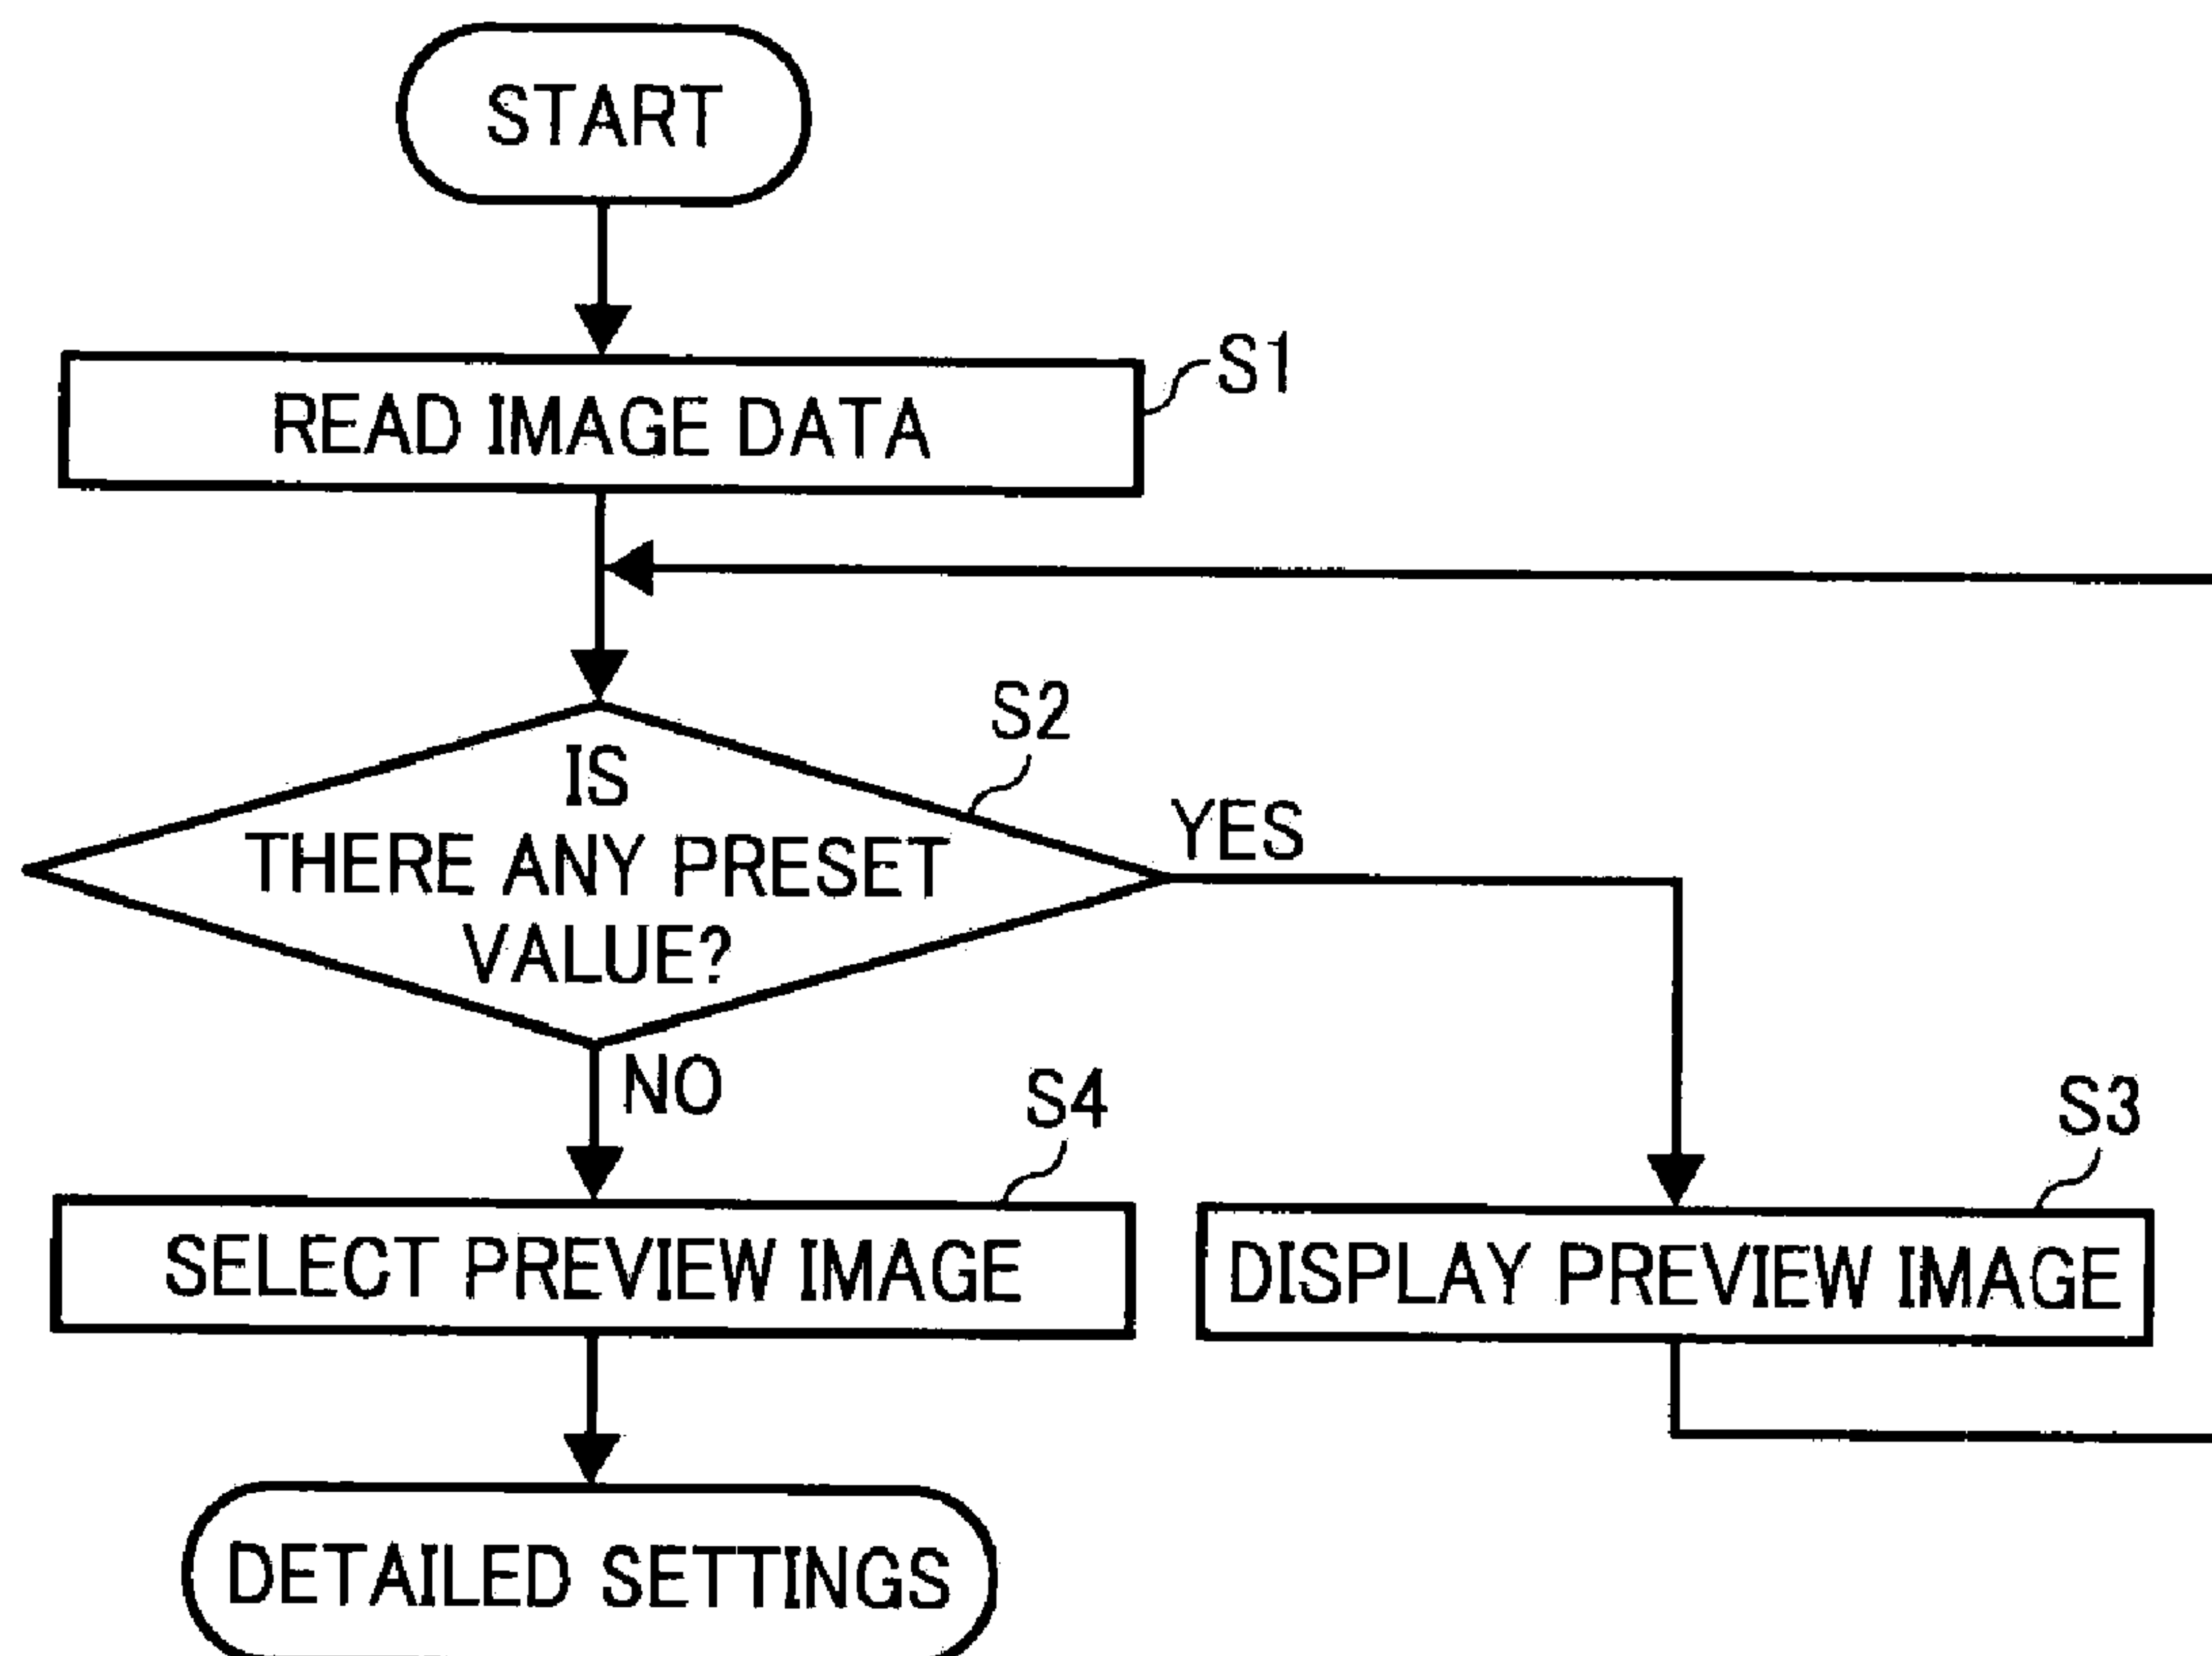 START
READ IMAGE DATA
S1
S2
IS
THERE ANY PRESET
VALUE?
YES
NO
S4
SELECT PREVIEW IMAGE
S3
DISPLAY PREVIEW IMAGE
DETAILED SETTINGS